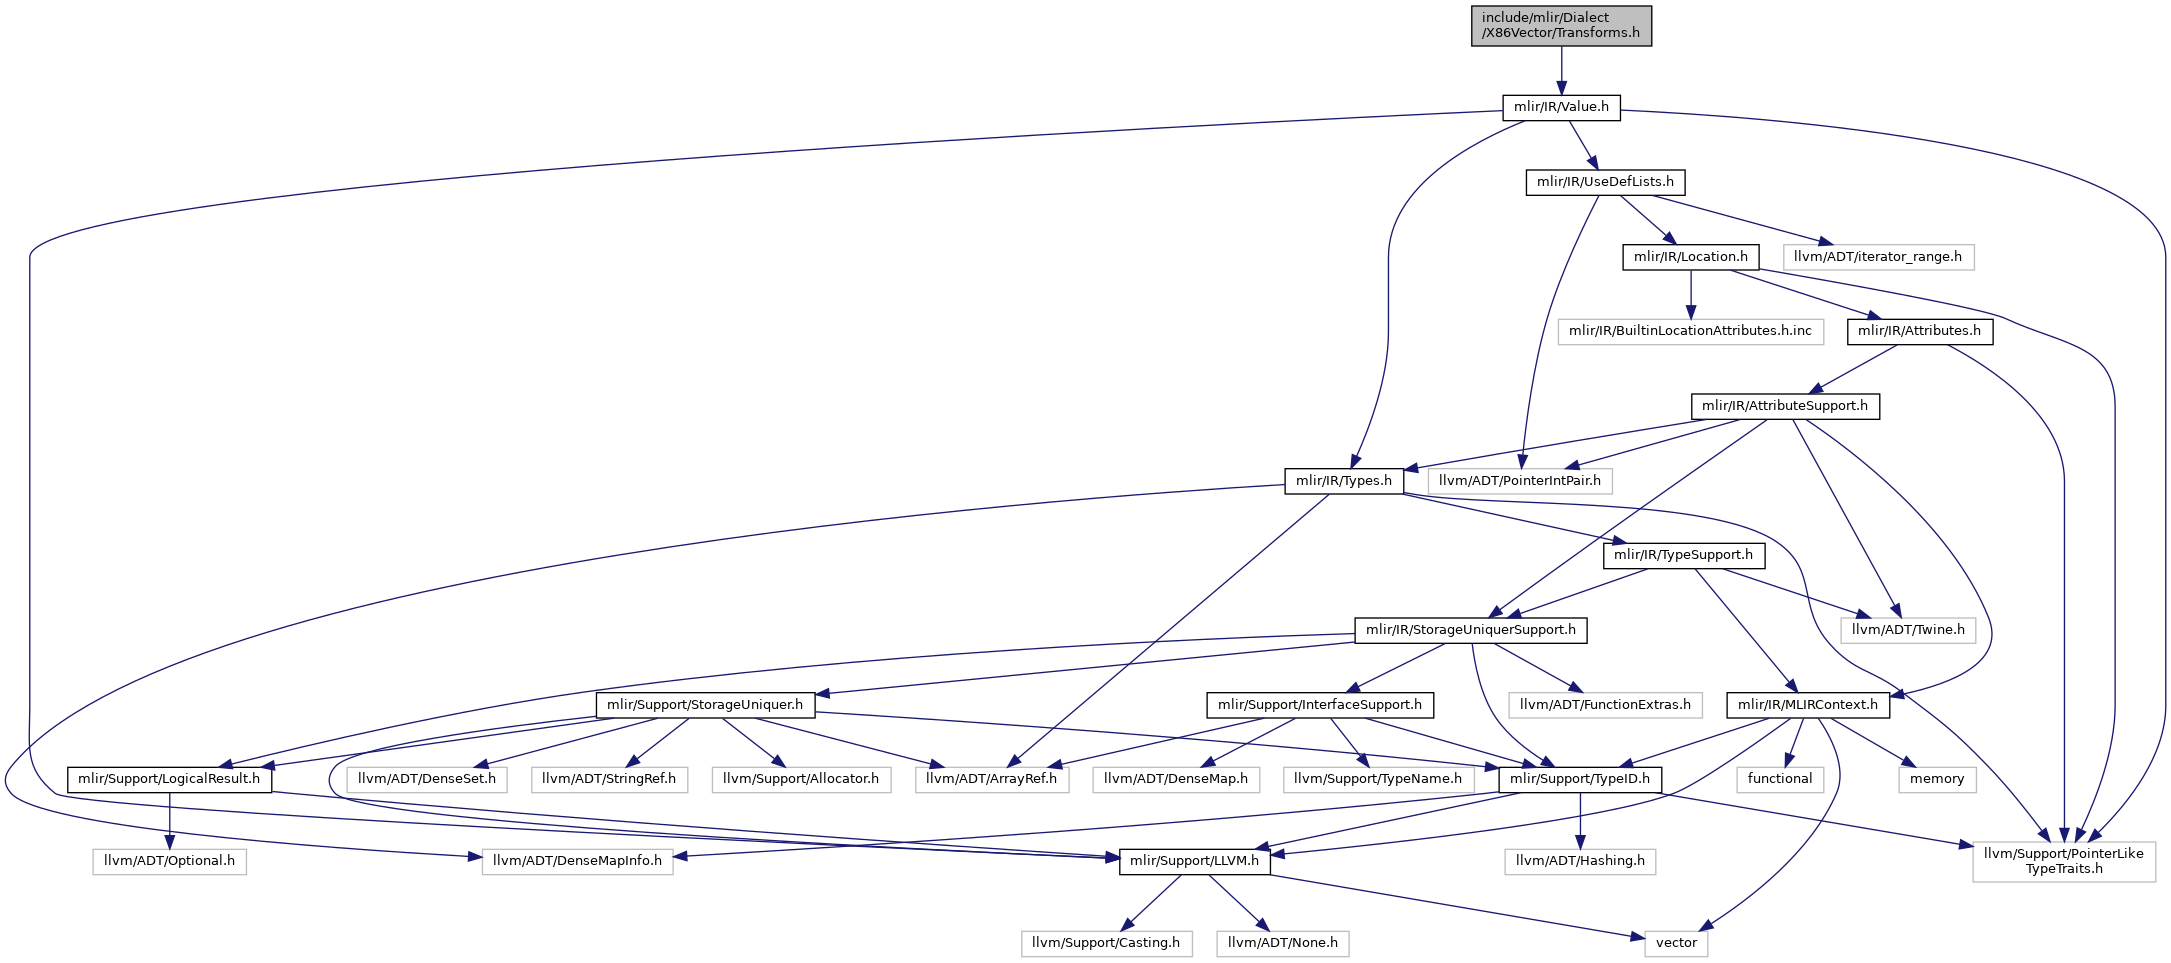 include/mlir/Dialect
/X86Vector/Transforms.h
mlir/IR/Value.h
mlir/IR/UseDefLists.h
mlir/IR/Location.h
llvm/ADT/iterator_range.h
mlir/IR/BuiltinLocationAttributes.h.inc
mlir/IR/Attributes.h
mlir/IR/AttributeSupport.h
mlir/IR/Types.h
llvm/ADT/PointerIntPair.h
mlir/IR/TypeSupport.h
mlir/IR/StorageUniquerSupport.h
llvm/ADT/Twine.h
mlir/Support/StorageUniquer.h
mlir/Support/InterfaceSupport.h
llvm/ADT/FunctionExtras.h
mlir/IR/MLIRContext.h
mlir/Support/LogicalResult.h
llvm/ADT/DenseSet.h
llvm/ADT/StringRef.h
llvm/Support/Allocator.h
llvm/ADT/ArrayRef.h
llvm/ADT/DenseMap.h
llvm/Support/TypeName.h
mlir/Support/TypeID.h
functional
memory
llvm/ADT/Optional.h
llvm/ADT/DenseMapInfo.h
mlir/Support/LLVM.h
llvm/ADT/Hashing.h
llvm/Support/PointerLike
TypeTraits.h
llvm/Support/Casting.h
llvm/ADT/None.h
vector